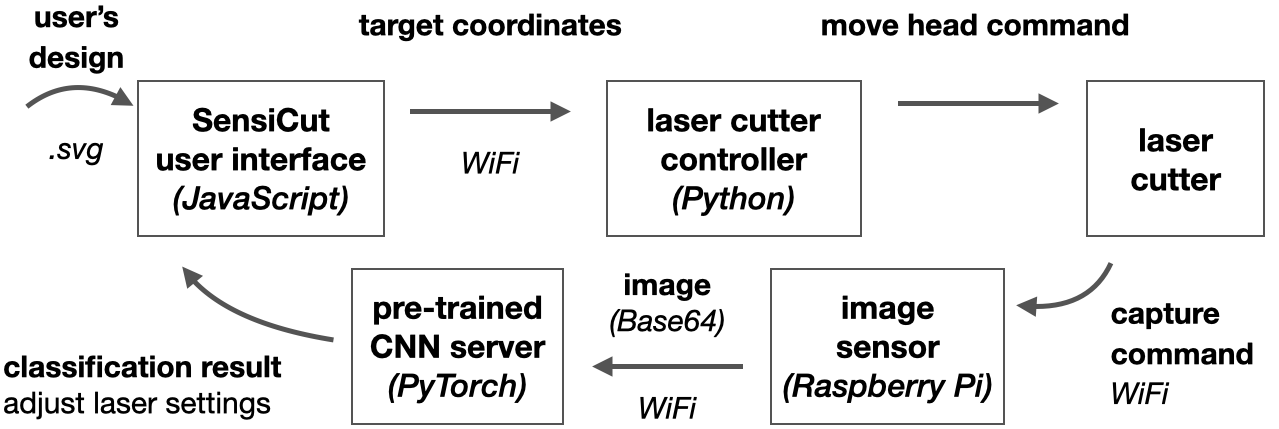 user's
design
.svg
SensiCut
user interface
(JavaScript)
target coordinates
WiFi
laser cutter
controller
(Python)
move head command
laser
cutter
capture
command
WiFi
image
sensor
(Raspberry Pi)
image
(Base64)
WiFi
pre-trained
CNN server
(PyTorch)
classification result
adjust laser settings